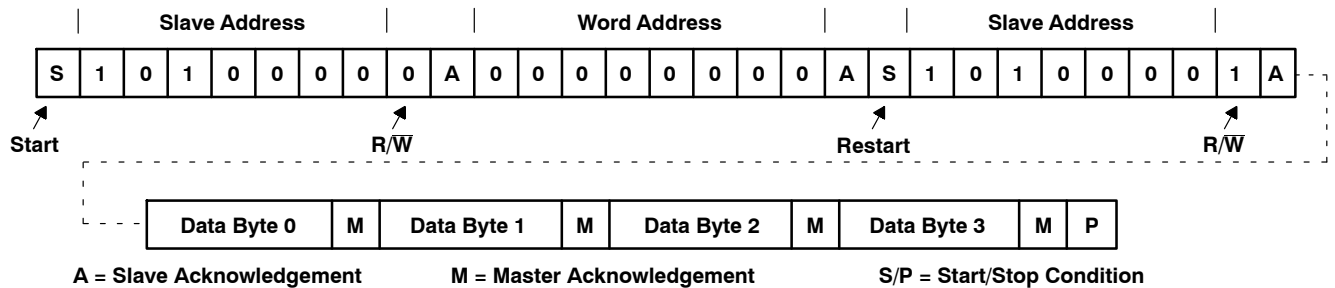 Slave Address Word Address Slave Address
S 1 0 1 0 0 0 0 0 A 0 0 0 0 0 0 0 0 A S 1 0 1 0 0 0 0 1 A
Start R/W̅ Restart R/W̅
Data Byte 0 M Data Byte 1 M Data Byte 2 M Data Byte 3 M P
A = Slave Acknowledgement M = Master Acknowledgement S/P = Start/Stop Condition